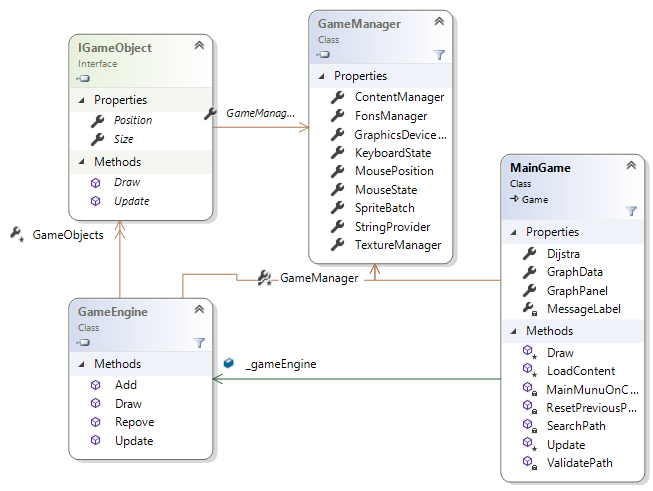 IGameObject
Interface
Properties
Position
Size
Methods
Draw
Update
GameManag...
GameManager
Class
Properties
ContentManager
FonsManager
GraphicsDevice ...
KeyboardState
MousePosition
MouseState
SpriteBatch
StringProvider
TextureManager
MainGame
Class
Game
Properties
Dijstra
GraphData
GraphPanel
MessageLabel
Methods
Draw
LoadContent
MainMunuOnC...
ResetPreviousP...
SearchPath
Update
ValidatePath
GameObjects
GameManager
GameEngine
Class
Methods
Add
Draw
Repove
Update
_gameEngine